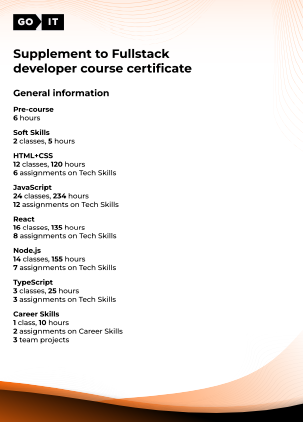 GO IT
Supplement to Fullstack
developer course certificate
General information
Pre-course
6 hours
Soft Skills
2 classes, 5 hours
HTML+CSS
12 classes, 120 hours
6 assignments on Tech Skills
JavaScript
24 classes, 234 hours
12 assignments on Tech Skills
React
16 classes, 135 hours
8 assignments on Tech Skills
Node.js
14 classes, 155 hours
7 assignments on Tech Skills
TypeScript
3 classes, 25 hours
3 assignments on Tech Skills
Career Skills
1 class, 10 hours
2 assignments on Career Skills
3 team projects